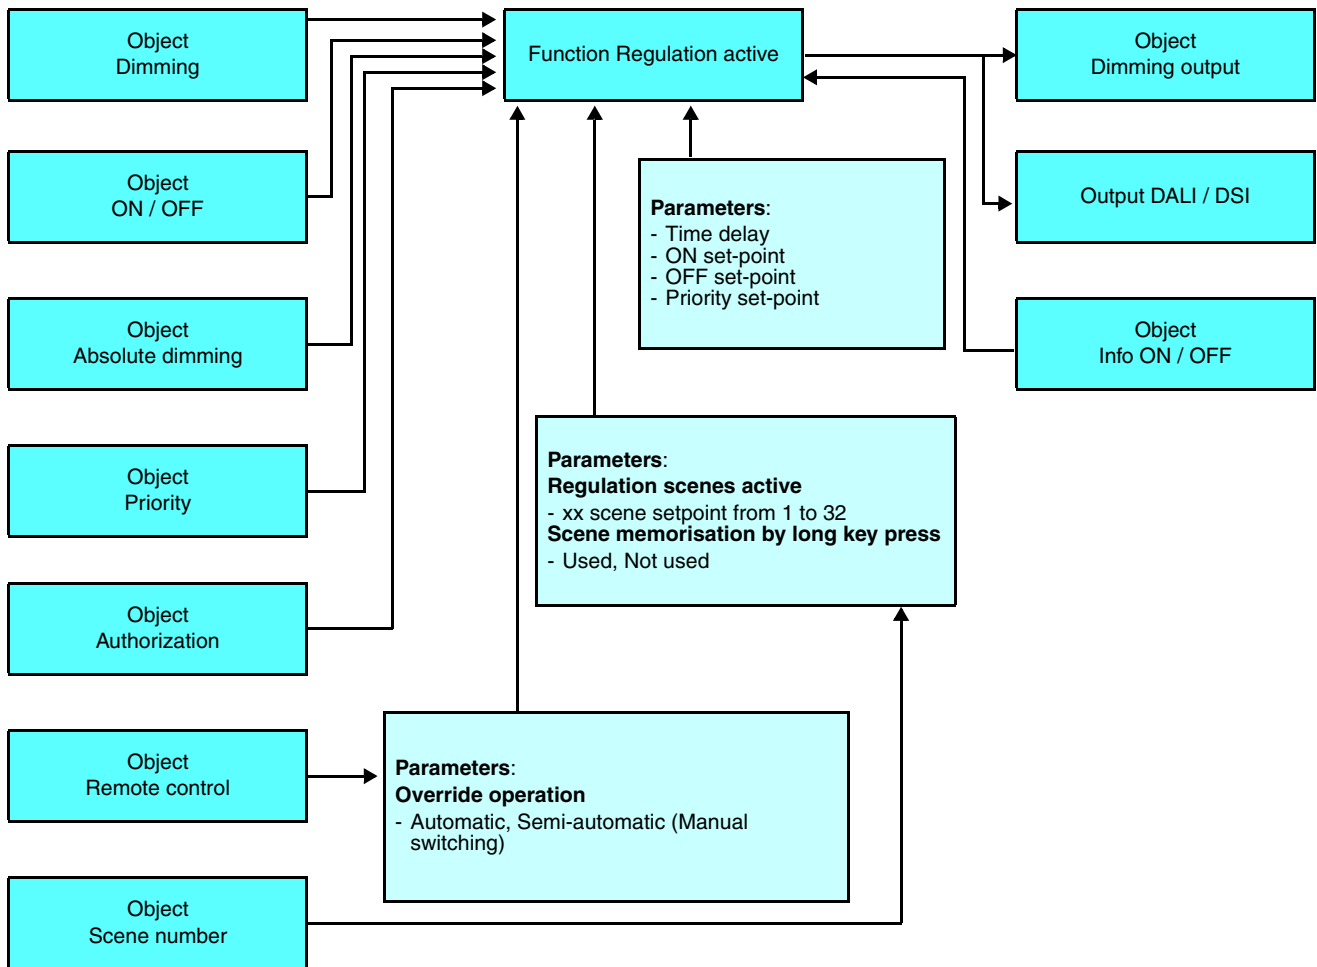 Object
Dimming
Function Regulation active
Object
Dimming output
Object
ON / OFF
Parameters:
- Time delay
- ON set-point
- OFF set-point
- Priority set-point
Output DALI / DSI
Object
Absolute dimming
Object
Info ON / OFF
Object
Priority
Parameters:
Regulation scenes active
- xx scene setpoint from 1 to 32
Scene memorisation by long key press
- Used, Not used
Object
Authorization
Object
Remote control
Parameters:
Override operation
- Automatic, Semi-automatic (Manual
switching)
Object
Scene number